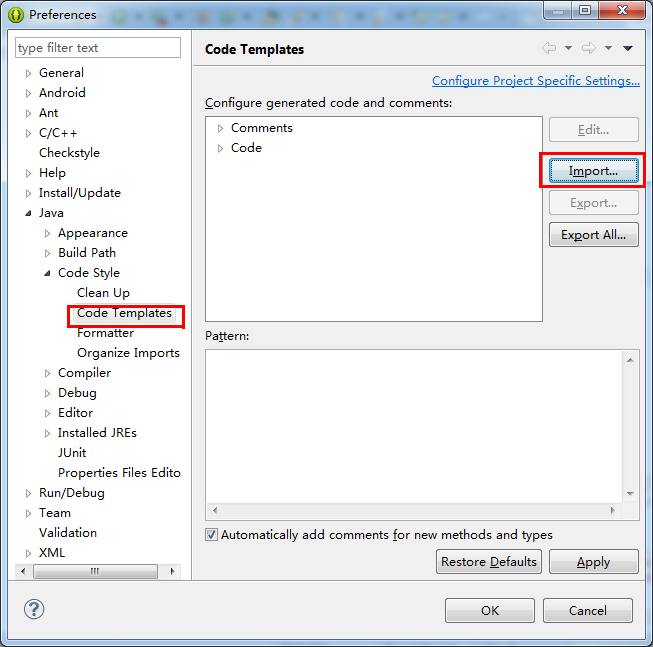 Preferences
type filter text
General
Android
Ant
C/C++
Checkstyle
Help
Install/Update
Java
Appearance
Build Path
Code Style
Clean Up
Code Templates
Formatter
Organize Imports
Compiler
Debug
Editor
Installed JREs
JUnit
Properties Files Edito
Run/Debug
Team
Validation
XML
Code Templates
Configure Project Specific Settings...
Configure generated code and comments:
Comments
Code
Edit...
Import...
Export...
Export All...
Pattern:
Automatically add comments for new methods and types
Restore Defaults
Apply
?
OK
Cancel